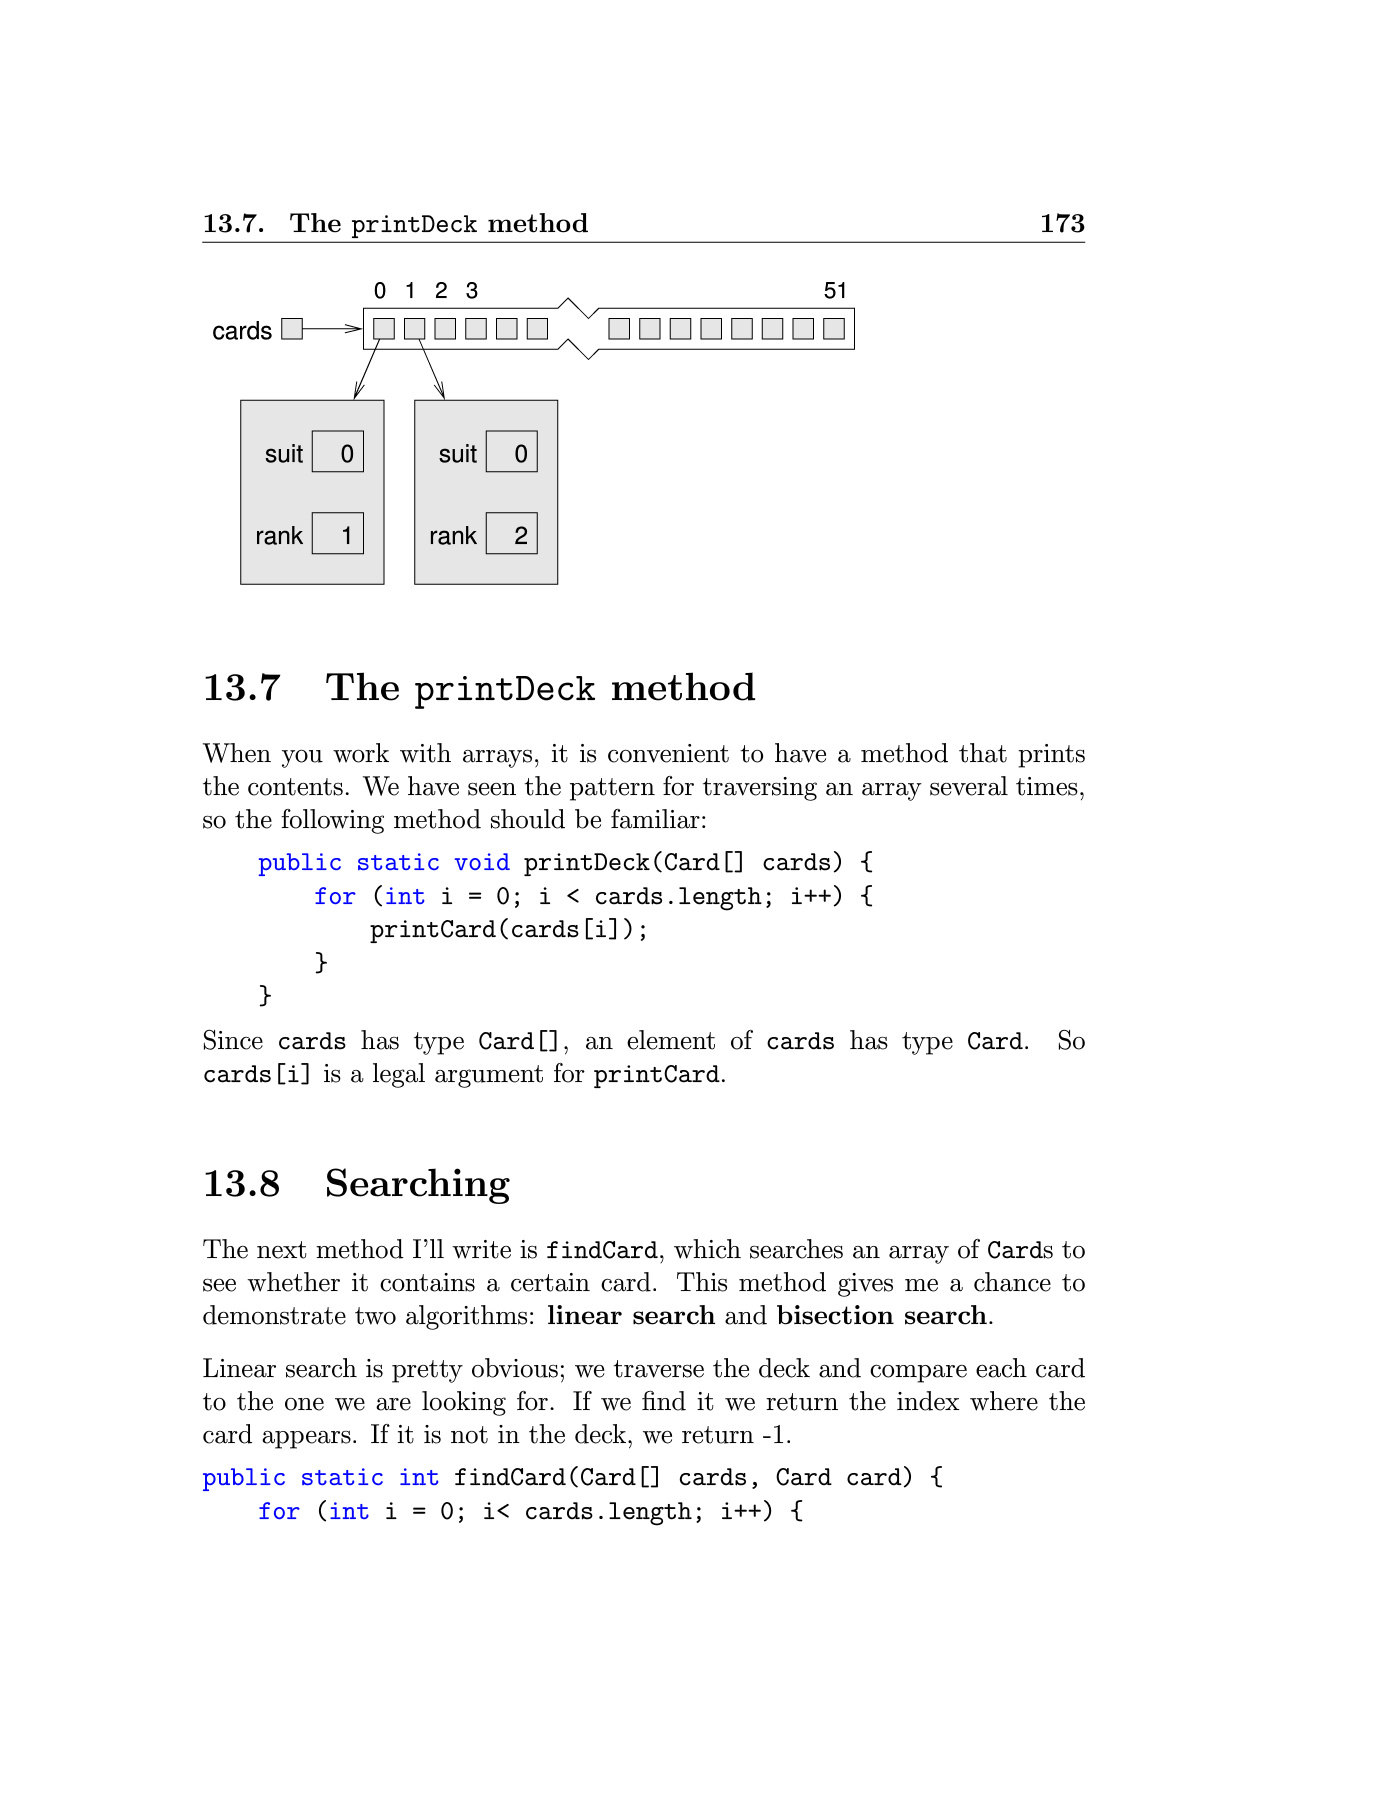 13.7. The printDeck method 173
0 1 2 3 51
cards
suit 0 suit 0
rank 1 rank 2
13.7 The printDeck method
When you work with arrays, it is convenient to have a method that prints
the contents. We have seen the pattern for traversing an array several times,
so the following method should be familiar:
public static void printDeck(Card[] cards) {
for (int i = 0; i < cards.length; i++) {
printCard(cards[i]);
}
}
Since cards has type Card[], an element of cards has type Card. So
cards[i] is a legal argument for printCard.
13.8 Searching
The next method I'll write is findCard, which searches an array of Cards to
see whether it contains a certain card. This method gives me a chance to
demonstrate two algorithms: linear search and bisection search.
Linear search is pretty obvious; we traverse the deck and compare each card
to the one we are looking for. If we find it we return the index where the
card appears. If it is not in the deck, we return -1.
public static int findCard(Card[] cards, Card card) {
for (int i = 0; i< cards.length; i++) {